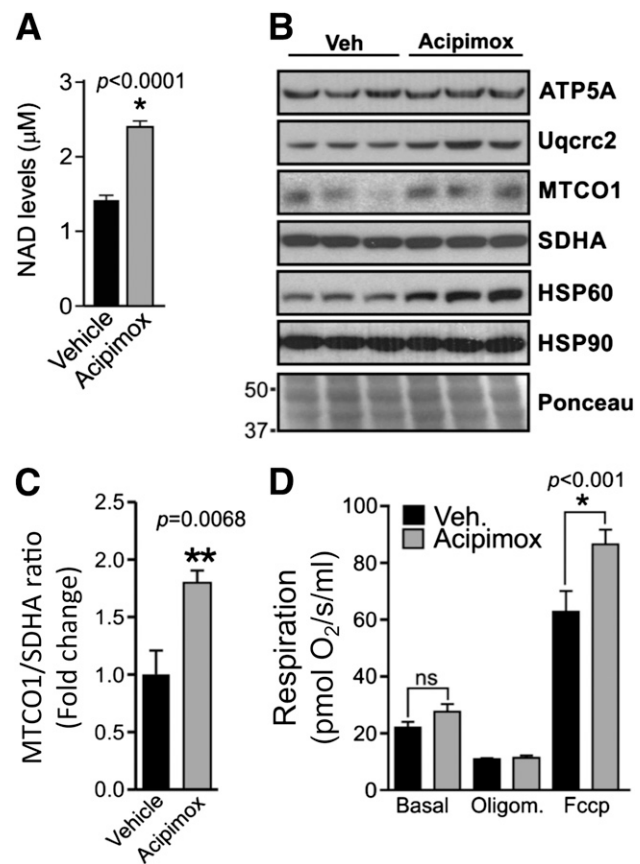 A
p<0.0001
*
NAD levels (μM)
3
2
1
0
Vehicle
Acipimox
B
Veh Acipimox
ATP5A
Uqcrc2
MTCO1
SDHA
HSP60
HSP90
50
37
Ponceau
C
p=0.0068
**
MTCO1/SDHA ratio
(Fold change)
2.5
2.0
1.5
1.0
0.5
0.0
Vehicle
Acipimox
D
p<0.001
*
Veh.
Acipimox
Respiration
(pmol O₂/s/ml)
100
80
60
40
20
0
ns
Basal Oligom. Fccp